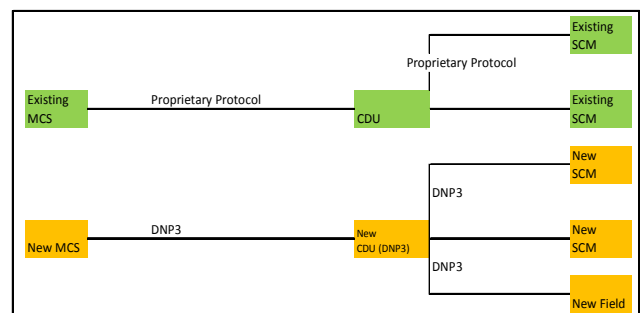 Existing
SCM
Proprietary Protocol
Existing
MCS
Proprietary Protocol
CDU
Existing
SCM
New
SCM
DNP3
New MCS
DNP3
New
CDU (DNP3)
New
SCM
DNP3
New Field